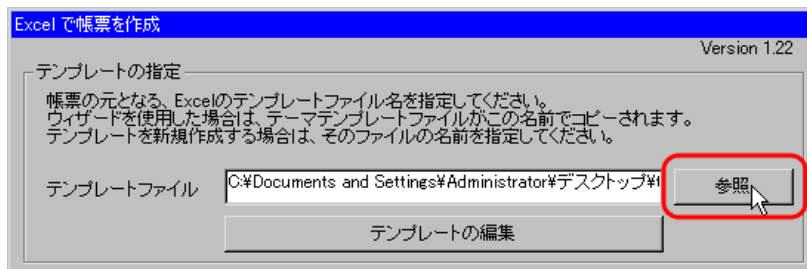 Excel で帳票を作成
Version 1.22
テンプレートの指定
帳票の元となる、Excelのテンプレートファイル名を指定してください。
ウィザードを使用した場合は、テーマテンプレートファイルがこの名前でコピーされます。
テンプレートを新規作成する場合は、そのファイルの名前を指定してください。
テンプレートファイル C:¥Documents and Settings¥Administrator¥デスクトップ¥t 参照
テンプレートの編集